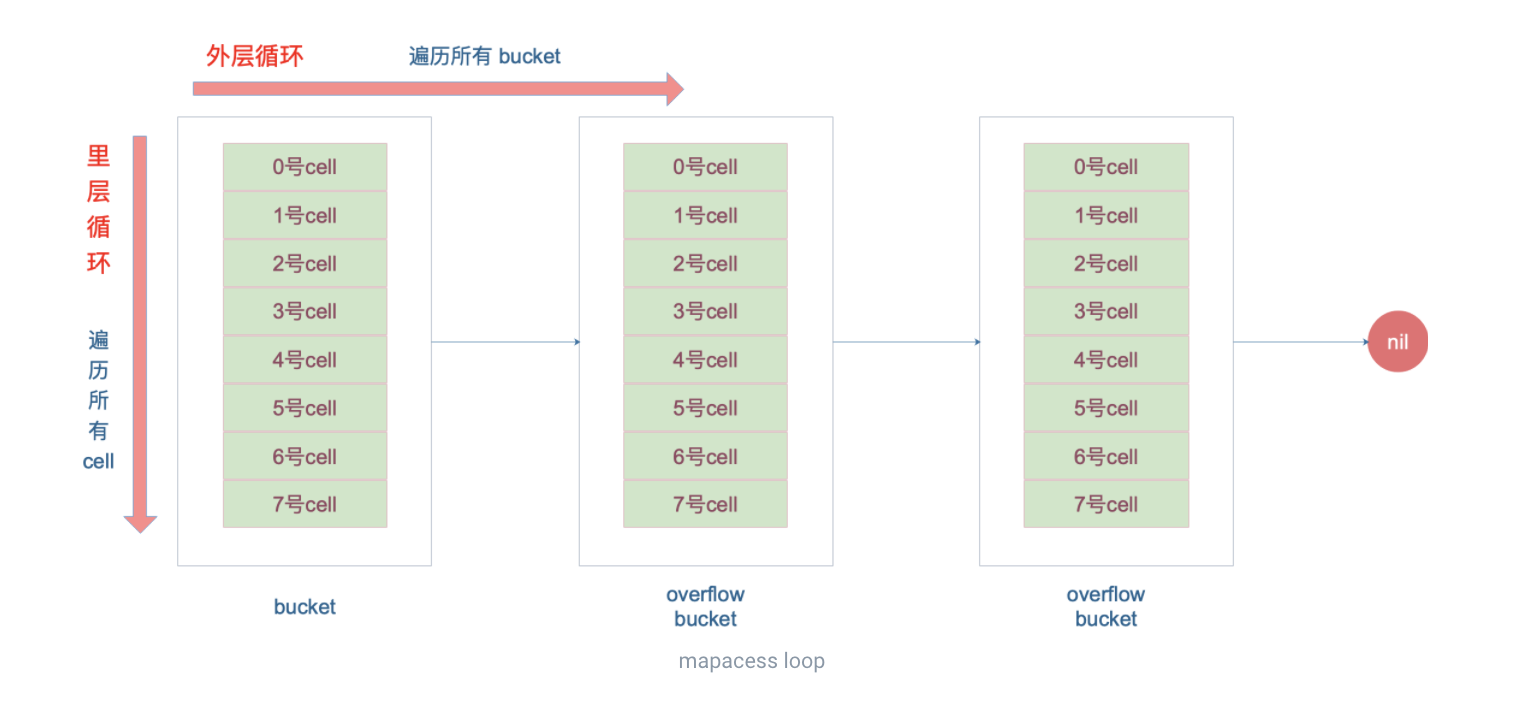 外层循环
遍历所有 bucket
里层循环
遍历所有cell
0号cell
1号cell
2号cell
3号cell
4号cell
5号cell
6号cell
7号cell
bucket
0号cell
1号cell
2号cell
3号cell
4号cell
5号cell
6号cell
7号cell
overflow
bucket
0号cell
1号cell
2号cell
3号cell
4号cell
5号cell
6号cell
7号cell
overflow
bucket
nil
mapacess loop